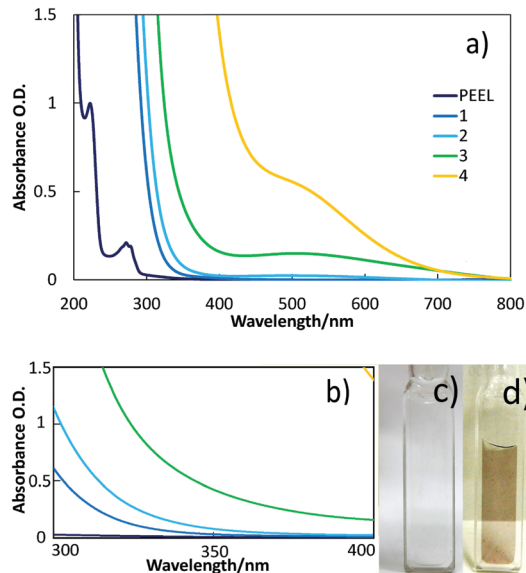 a)
Absorbance O.D.
1.5
1
0.5
0
200 300 400 500 600 700 800
Wavelength/nm
PEEL
1
2
3
4
b)
Absorbance O.D.
1.5
1
0.5
0
300 350 400
Wavelength/nm
c)
d)